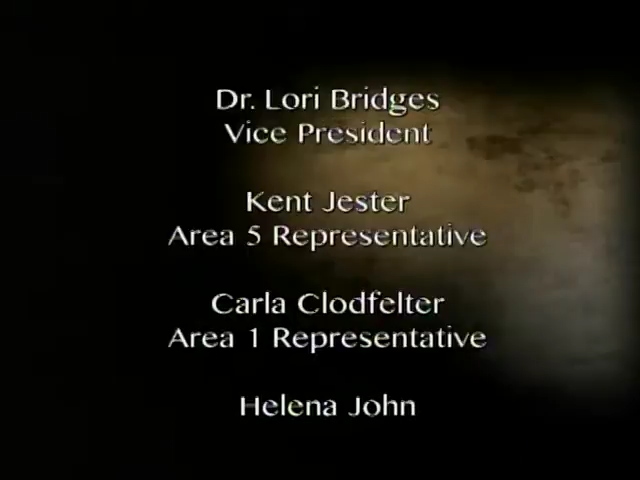 Dr. Lori Bridges
Vice President
Kent Jester
Area 5 Representative
Carla Clodfelter
Area 1 Representative
Helena John